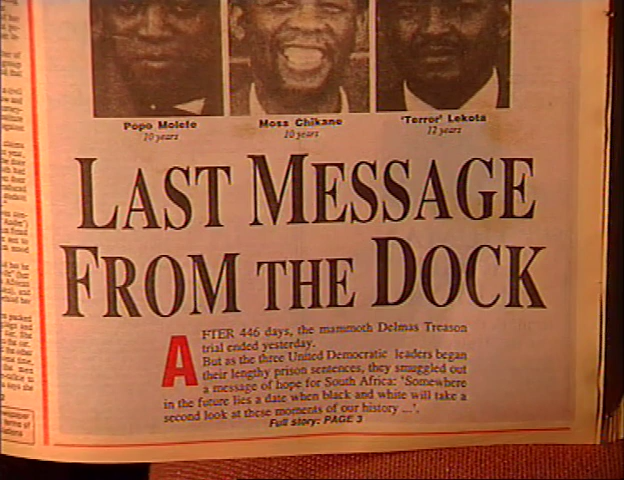 Popo Molefe
10 years
Moss Chikane
10 years
'Terror' Lekota
12 years
LAST MESSAGE
FROM THE DOCK
AFTER 446 days, the mammoth Delmas Treason
trial ended yesterday.
But as the three United Democratic leaders began
their lengthy prison sentences, they smuggled out
a message of hope for South Africa: 'Somewhere
in the future lies a date when black and white will take a
second look at these moments of our history ...'.
Full story: PAGE 3